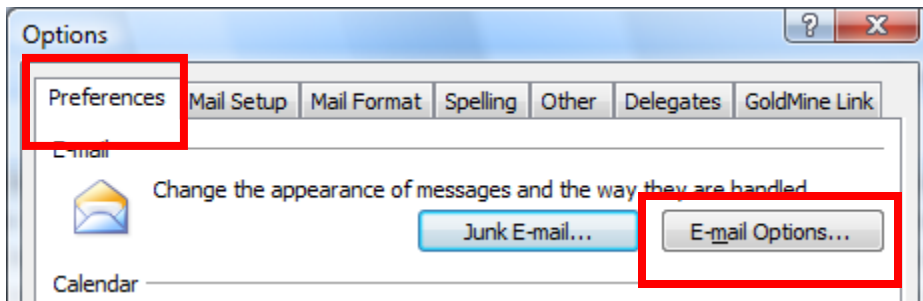 Options
? X
Preferences Mail Setup Mail Format Spelling Other Delegates GoldMine Link
E-mail
Change the appearance of messages and the way they are handled
Junk E-mail... E-mail Options...
Calendar